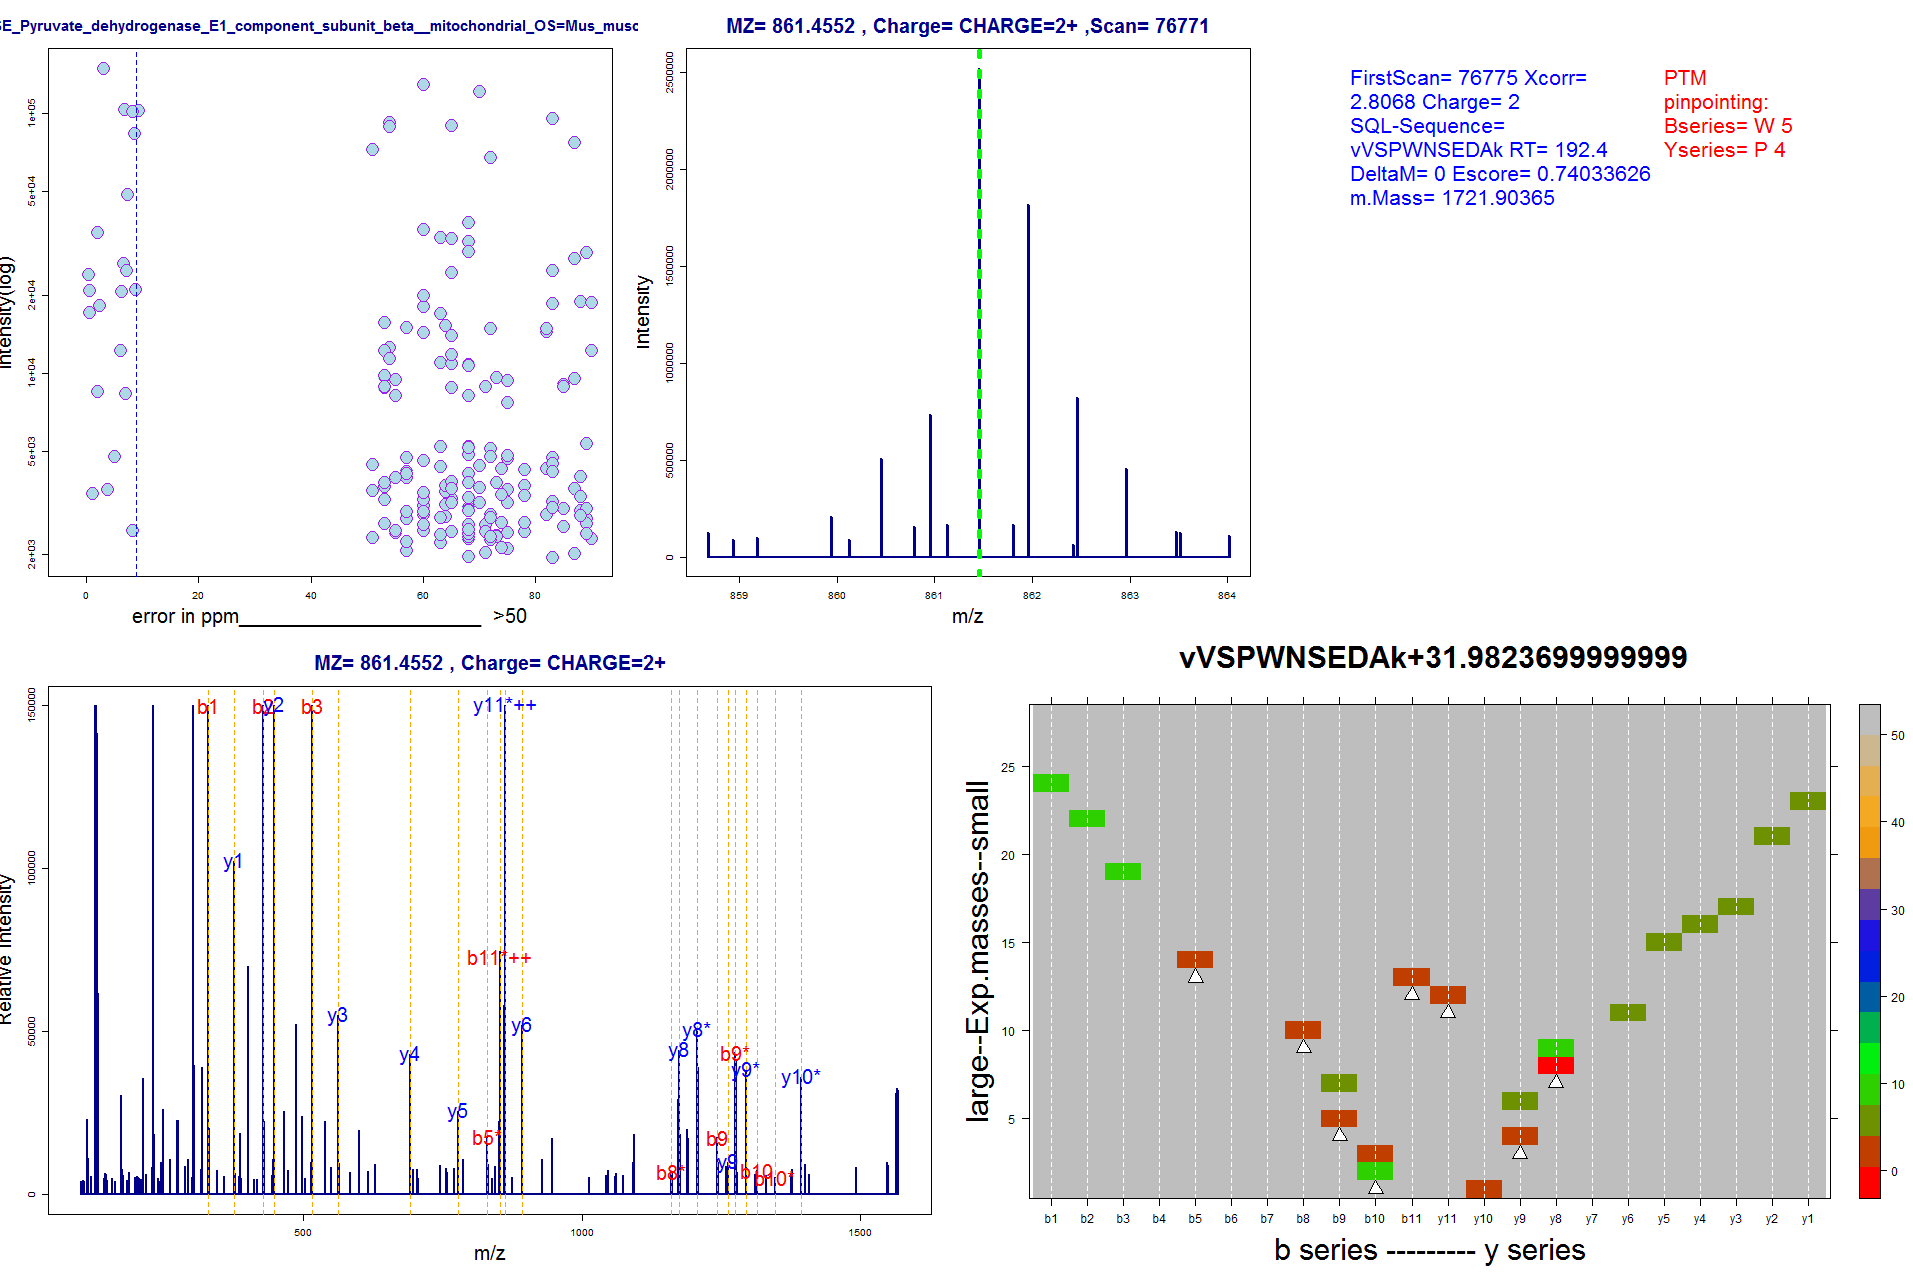 SE_Pyruvate_dehydrogenase_E1_component_subunit_beta__mitochondrial_OS=Mus_musc
Intensity(log)
1e+05
5e+04
2e+04
1e+04
5e+03
2e+03
0 20 40 60 80
error in ppm______________________ >50
MZ= 861.4552 , Charge= CHARGE=2+ ,Scan= 76771
Intensity
2500000
2000000
1500000
1000000
500000
0
859 860 861 862 863 864
m/z
FirstScan= 76775 Xcorr=
2.8068 Charge= 2
SQL-Sequence=
vVSPWNSEDAk RT= 192.4
DeltaM= 0 Escore= 0.74033626
m.Mass= 1721.90365
PTM
pinpointing:
Bseries= W 5
Yseries= P 4
MZ= 861.4552 , Charge= CHARGE=2+
Relative Intensity
150000
100000
50000
0
b1 b2 y2 b3 y11*++
y1
b11*++
y3 y6
y4 y8 y8* b9* y9* y10*
y5
b5* b9
y9
b8* b10 b10*
500 1000 1500
m/z
vVSPWNSEDAk+31.9823699999999
large--Exp.masses--small
25
20
15
10
5
b1 b2 b3 b4 b5 b6 b7 b8 b9 b10 b11 y11 y10 y9 y8 y7 y6 y5 y4 y3 y2 y1
b series --------- y series
50
40
30
20
10
0